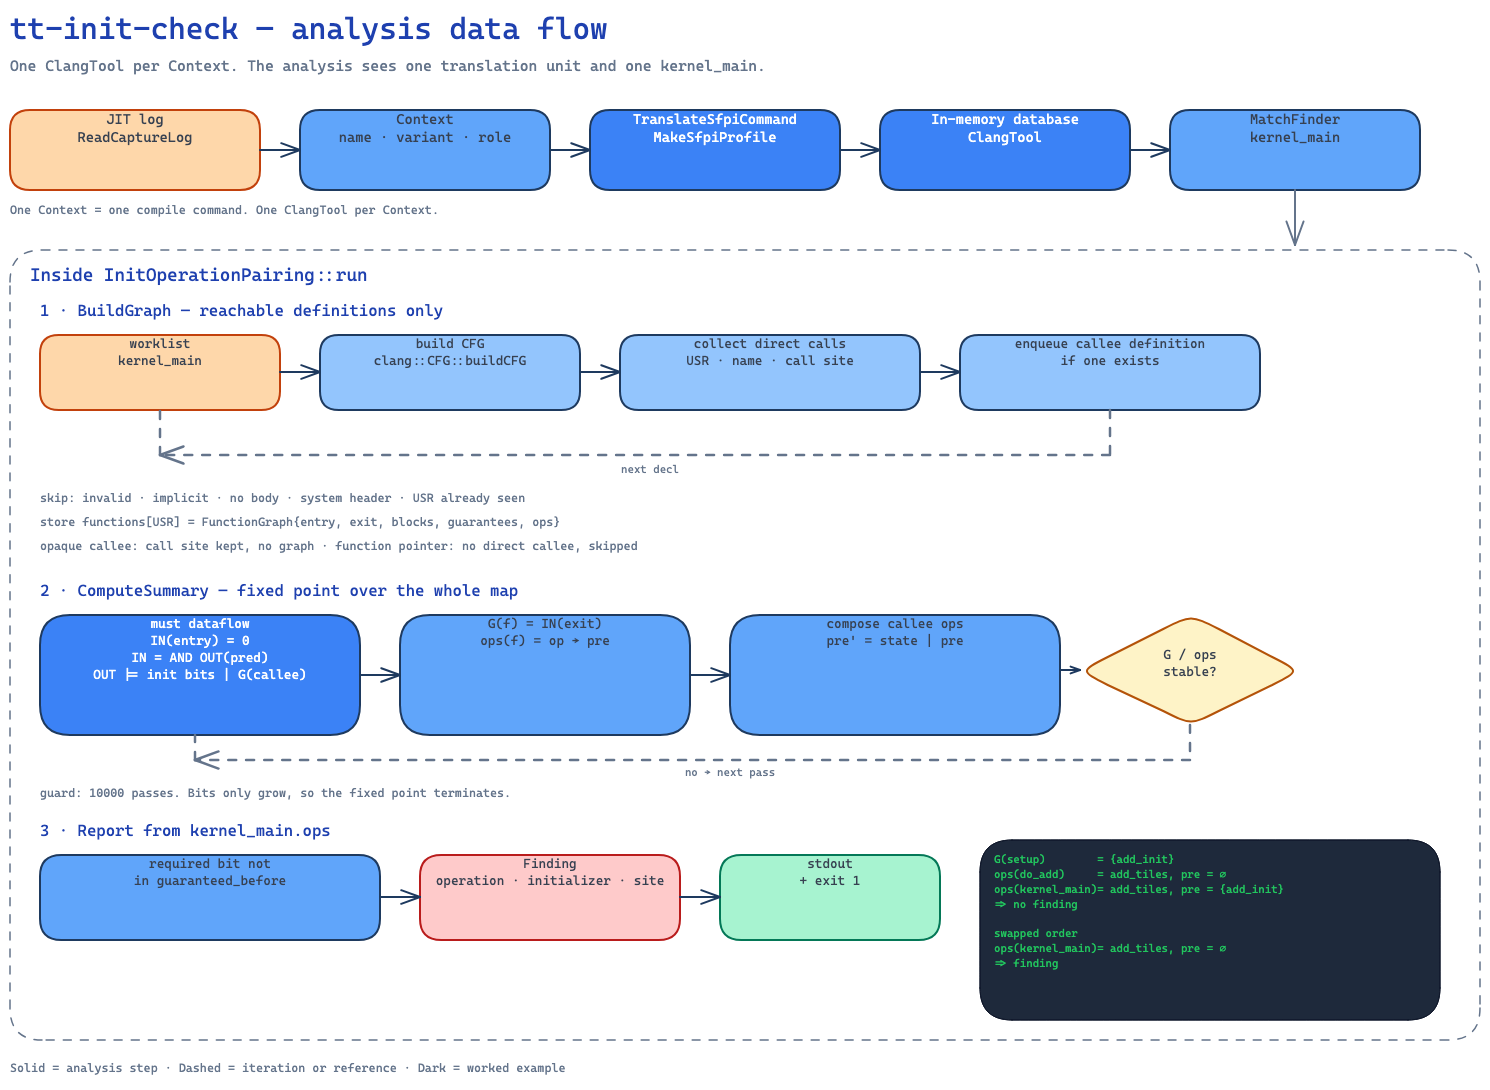 tt-init-check — analysis data flow
One ClangTool per Context. The analysis sees one translation unit and one kernel_main.
JIT log
ReadCaptureLog
Context
name · variant · role
TranslateSfpiCommand
MakeSfpiProfile
In-memory database
ClangTool
MatchFinder
kernel_main
One Context = one compile command. One ClangTool per Context.
Inside InitOperationPairing::run
1 · BuildGraph — reachable definitions only
worklist
kernel_main
build CFG
clang::CFG::buildCFG
collect direct calls
USR · name · call site
enqueue callee definition
if one exists
next decl
skip: invalid · implicit · no body · system header · USR already seen
store functions[USR] = FunctionGraph{entry, exit, blocks, guarantees, ops}
opaque callee: call site kept, no graph · function pointer: no direct callee, skipped
2 · ComputeSummary — fixed point over the whole map
must dataflow
IN(entry) = 0
IN = AND OUT(pred)
OUT |= init bits | G(callee)
G(f) = IN(exit)
ops(f) = op → pre
compose callee ops
pre' = state | pre
G / ops
stable?
no → next pass
guard: 10000 passes. Bits only grow, so the fixed point terminates.
3 · Report from kernel_main.ops
required bit not
in guaranteed_before
Finding
operation · initializer · site
stdout
+ exit 1
G(setup)        = {add_init}
ops(do_add)     = add_tiles, pre = ∅
ops(kernel_main)= add_tiles, pre = {add_init}
=> no finding
swapped order
ops(kernel_main)= add_tiles, pre = ∅
=> finding
Solid = analysis step · Dashed = iteration or reference · Dark = worked example